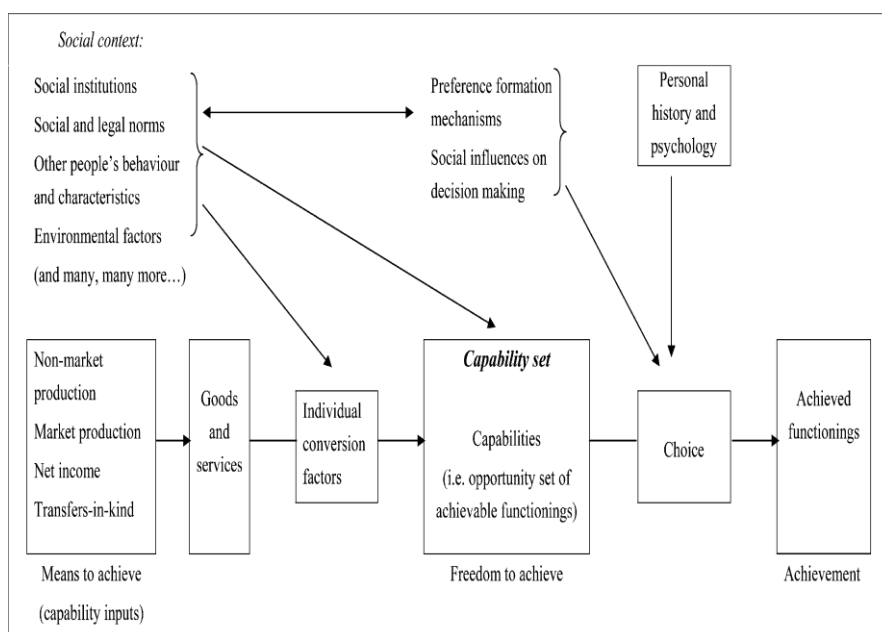 Social context:
Social institutions
Social and legal norms
Other people's behaviour
and characteristics
Environmental factors
(and many, many more…)
Preference formation
mechanisms
Social influences on
decision making
Personal
history and
psychology
Non-market
production
Market production
Net income
Transfers-in-kind
Goods
and
services
Individual
conversion
factors
Capability set
Capabilities
(i.e. opportunity set of
achievable functionings)
Choice
Achieved
functionings
Means to achieve
(capability inputs)
Freedom to achieve
Achievement